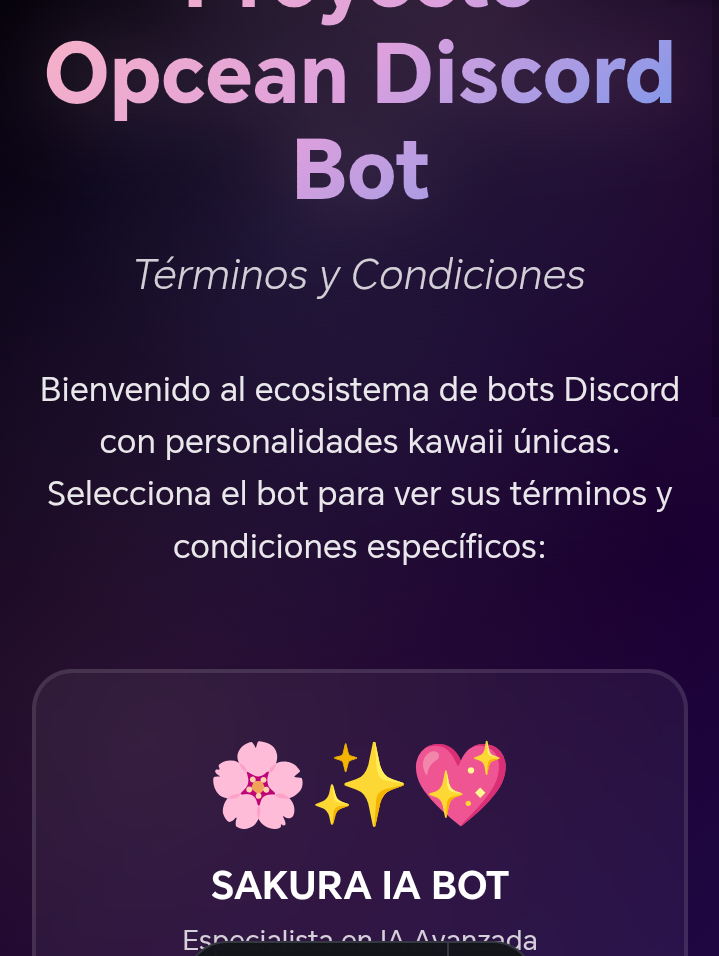 Proyecto
Opcean Discord
Bot
Términos y Condiciones
Bienvenido al ecosistema de bots Discord
con personalidades kawaii únicas.
Selecciona el bot para ver sus términos y
condiciones específicos:
SAKURA IA BOT
Especialista en IA Avanzada